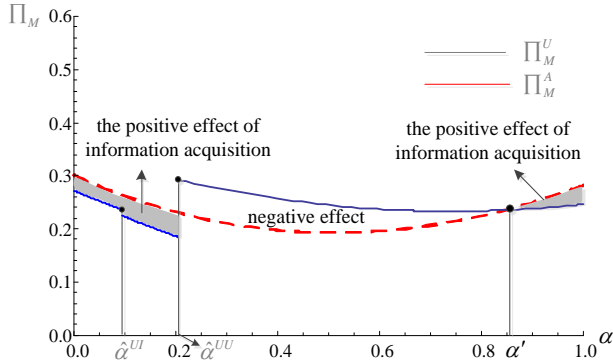 Π_M
0.6
0.5
0.4
0.3
0.2
0.1
0.0
Π_M^U
Π_M^A
the positive effect of
information acquisition
the positive effect of
information acquisition
negative effect
0.0 0.2 0.4 0.6 0.8 1.0 α
α̂^{UI} α̂^{UU} α'